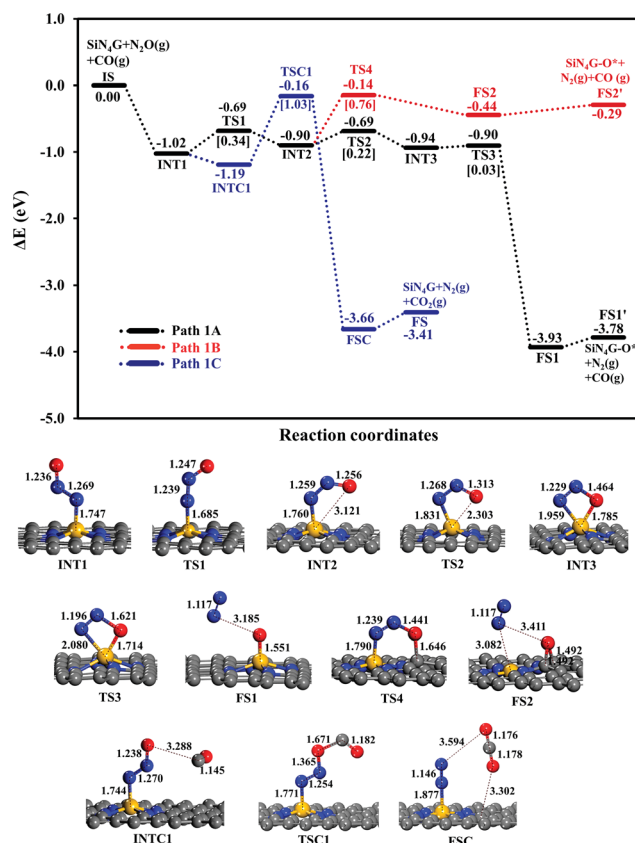 SiN4G+N2O(g)
+CO(g)
IS
0.00
-1.02
INT1
-0.69
TS1
[0.34]
-1.19
INTC1
TSC1
-0.16
[1.03]
-0.90
INT2
TS4
-0.14
[0.76]
-0.69
TS2
[0.22]
-0.94
INT3
FS2
-0.44
-0.90
TS3
[0.03]
SiN4G-O*+
N2(g)+CO (g)
FS2'
-0.29
-3.66
FSC
SiN4G+N2(g)
+CO2(g)
FS
-3.41
-3.93
FS1
FS1'
-3.78
SiN4G-O*
+N2(g)
+CO(g)
0.0
-1.0
-2.0
-3.0
-4.0
-5.0
ΔE (eV)
Path 1A
Path 1B
Path 1C
Reaction coordinates
1.236
1.269
1.747
INT1
1.247
1.239
1.685
TS1
1.259
1.256
1.760
3.121
INT2
1.268
1.313
1.831
2.303
TS2
1.229
1.464
1.959
1.785
INT3
1.196
1.621
2.080
1.714
TS3
1.117
3.185
1.551
FS1
1.239
1.441
1.790
1.646
TS4
1.117
3.411
3.082
1.492
1.492
FS2
1.238
3.288
1.270
1.145
1.744
INTC1
1.671
1.182
1.365
1.254
1.771
TSC1
3.594
1.176
1.178
1.146
1.877
3.302
FSC